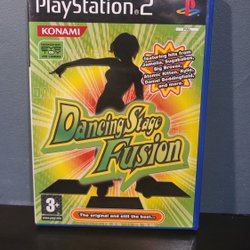 PlayStation®2
KONAMI
featuring hits from
Jamelia, Sugababes,
Big Brovaz,
Atomic Kitten, Kylie,
Daniel Beddingfield,
and more...
Dancing Stage
Fusion
3+
The original and still the best...